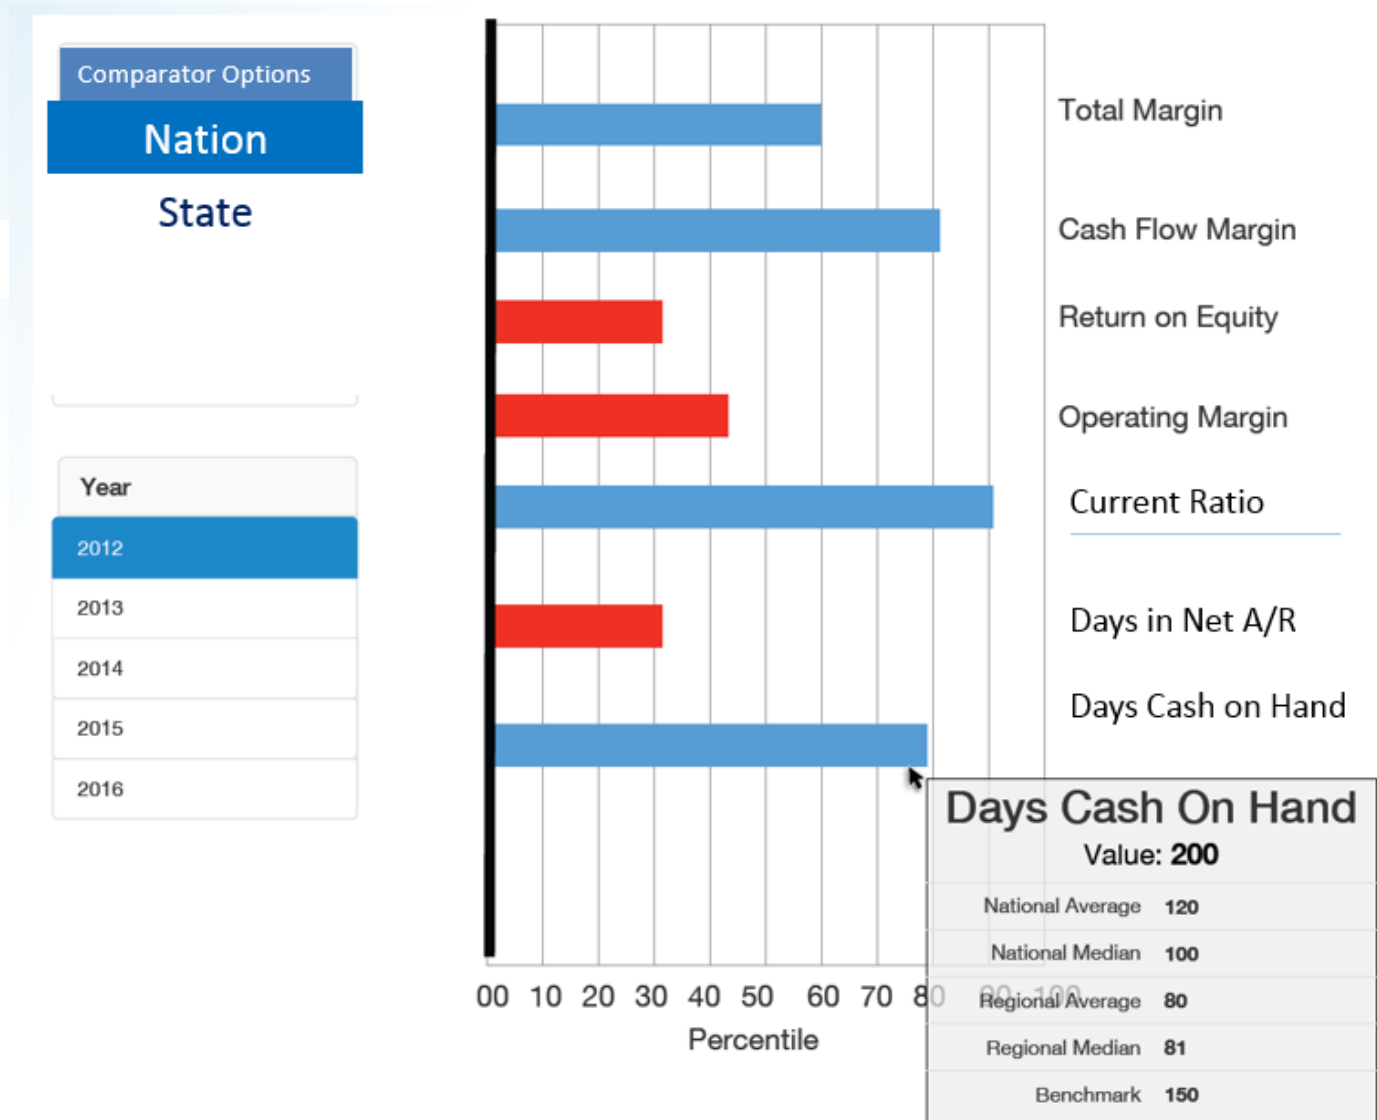 Comparator Options
Nation
State
Year
2012
2013
2014
2015
2016
Total Margin
Cash Flow Margin
Return on Equity
Operating Margin
Current Ratio
Days in Net A/R
Days Cash on Hand
00 10 20 30 40 50 60 70 80 90 100
Percentile
Days Cash On Hand
Value: 200
National Average 120
National Median 100
Regional Average 80
Regional Median 81
Benchmark 150